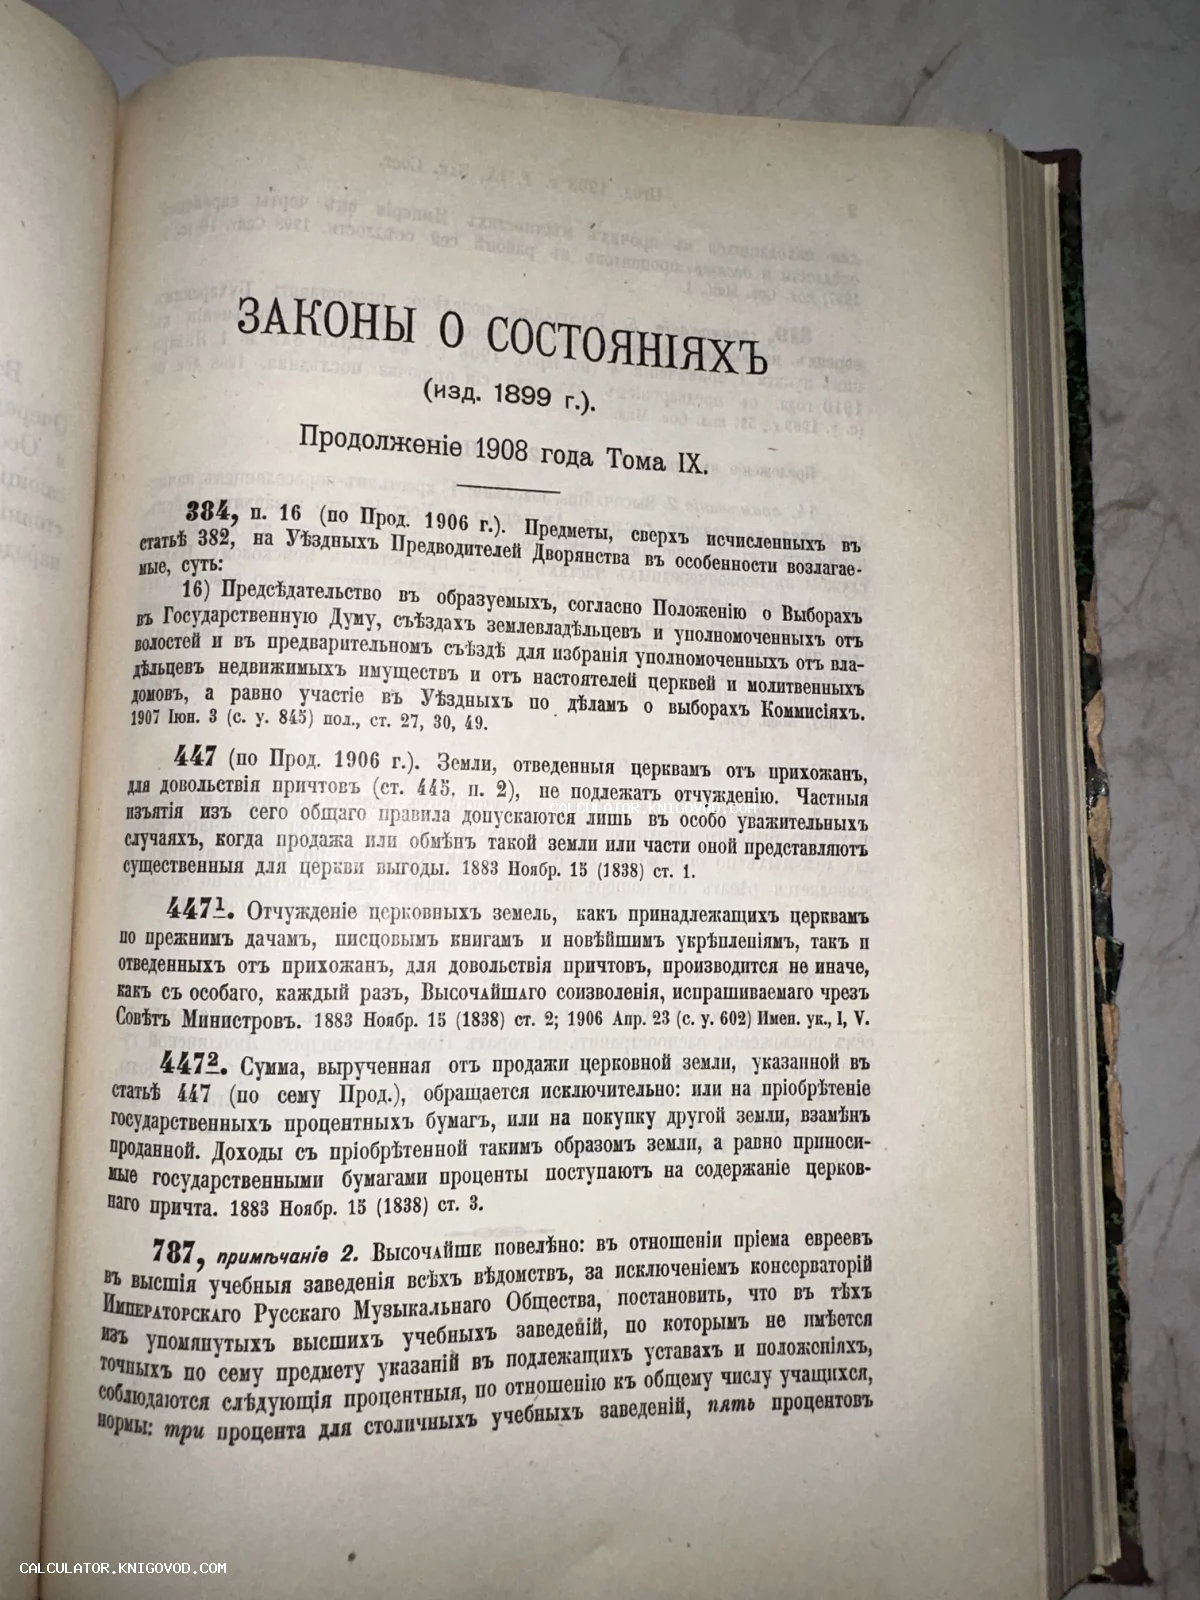 ЗАКОНЫ О СОСТОЯНІЯХЪ
(изд. 1899 г.).
Продолженіе 1908 года Тома IX.
384, п. 16 (по Прод. 1906 г.). Предметы, сверхъ исчисленныхъ въ
статьѣ 382, на Уѣздныхъ Предводителей Дворянства въ особенности возлагае-
мые, суть:
16) Предсѣдательство въ образуемыхъ, согласно Положенію о Выборахъ
въ Государственную Думу, съѣздахъ землевладѣльцевъ и уполномоченныхъ отъ
волостей и въ предварительномъ съѣздѣ для избранія уполномоченныхъ отъ вла-
дѣльцевъ недвижимыхъ имуществъ и отъ настоятелей церквей и молитвенныхъ
домовъ, а равно участіе въ Уѣздныхъ по дѣламъ о выборахъ Коммисіяхъ.
1907 Іюн. 3 (с. у. 845) пол., ст. 27, 30, 49.
447 (по Прод. 1906 г.). Земли, отведенныя церквамъ отъ прихожанъ,
для довольствія причтовъ (ст. 445, п. 2), не подлежатъ отчужденію. Частныя
изъятія изъ сего общаго правила допускаются лишь въ особо уважительныхъ
случаяхъ, когда продажа или обмѣнъ такой земли или части оной представляютъ
существенныя для церкви выгоды. 1883 Ноябр. 15 (1838) ст. 1.
447¹. Отчужденіе церковныхъ земель, какъ принадлежащихъ церквамъ
по прежнимъ дачамъ, писцовымъ книгамъ и новѣйшимъ укрѣпленіямъ, такъ и
отведенныхъ отъ прихожанъ, для довольствія причтовъ, производится не иначе,
какъ съ особаго, каждый разъ, Высочайшаго соизволенія, испрашиваемаго чрезъ
Совѣтъ Министровъ. 1883 Ноябр. 15 (1838) ст. 2; 1906 Апр. 23 (с. у. 602) Имен. ук., I, V.
447². Сумма, вырученная отъ продажи церковной земли, указанной въ
статьѣ 447 (по сему Прод.), обращается исключительно: или на пріобрѣтеніе
государственныхъ процентныхъ бумагъ, или на покупку другой земли, взамѣнъ
проданной. Доходы съ пріобрѣтенной такимъ образомъ земли, а равно приноси-
мые государственными бумагами проценты поступаютъ на содержаніе церков-
наго причта. 1883 Ноябр. 15 (1838) ст. 3.
787, примѣчаніе 2. Высочайше повелѣно: въ отношеніи пріема евреевъ
въ высшія учебныя заведенія всѣхъ вѣдомствъ, за исключеніемъ консерваторій
Императорскаго Русскаго Музыкальнаго Общества, постановить, что въ тѣхъ
изъ упомянутыхъ высшихъ учебныхъ заведеній, по которымъ не имѣется
точныхъ по сему предмету указаній въ подлежащихъ уставахъ и положеніяхъ,
соблюдаются слѣдующія процентныя, по отношенію къ общему числу учащихся,
нормы: три процента для столичныхъ учебныхъ заведеній, пять процентовъ
CALCULATOR.KNIGOVOD.COM
CALCULATOR.KNIGOVOD.COM